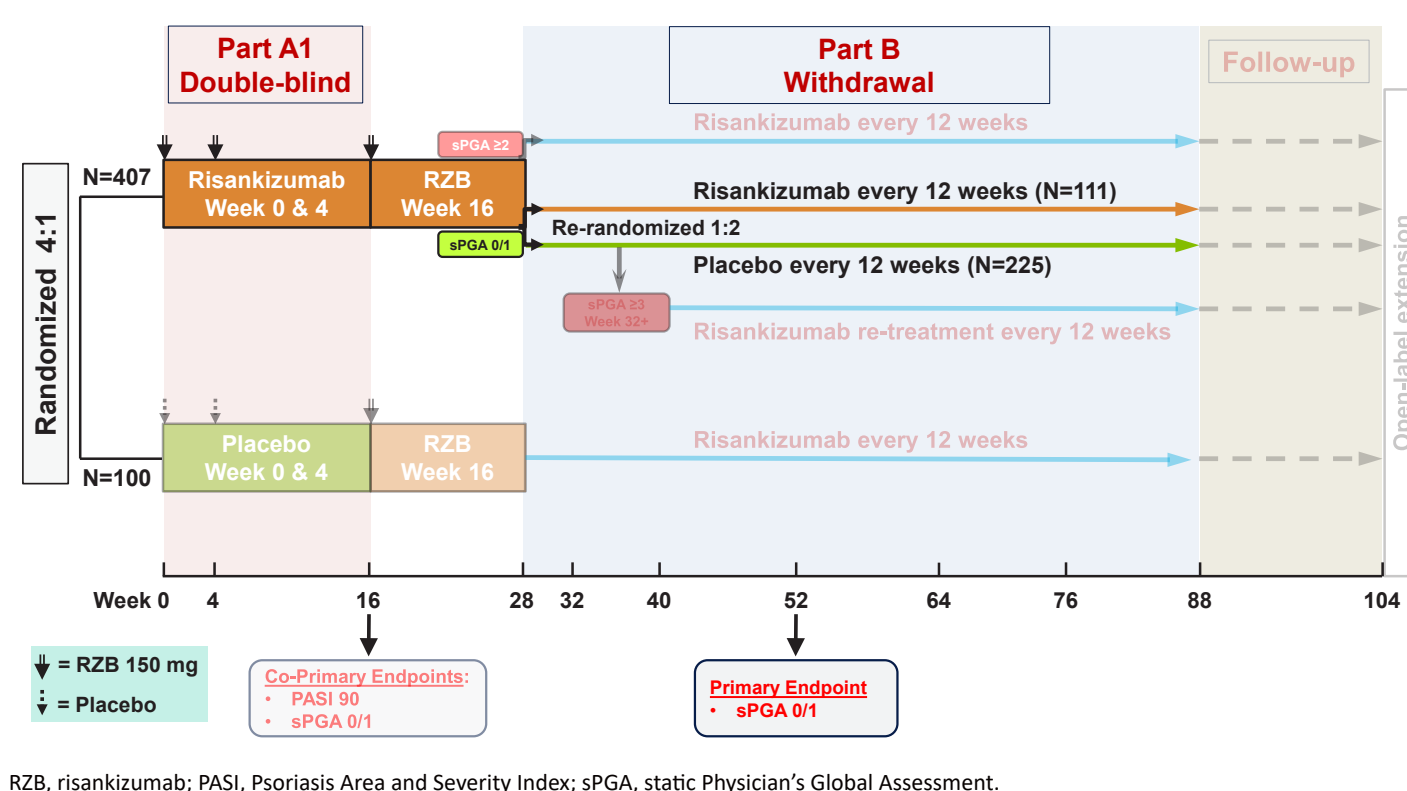 Part A1
Double-blind
Part B
Withdrawal
Follow-up
Risankizumab every 12 weeks
sPGA ≥2
Randomized 4:1
N=407
Risankizumab
Week 0 & 4
RZB
Week 16
Risankizumab every 12 weeks (N=111)
Re-randomized 1:2
sPGA 0/1
Placebo every 12 weeks (N=225)
sPGA ≥3
Week 32+
Risankizumab re-treatment every 12 weeks
Open-label extension
Placebo
Week 0 & 4
RZB
Week 16
Risankizumab every 12 weeks
N=100
Week 0 4 16 28 32 40 52 64 76 88 104
= RZB 150 mg
= Placebo
Co-Primary Endpoints:
• PASI 90
• sPGA 0/1
Primary Endpoint
• sPGA 0/1
RZB, risankizumab; PASI, Psoriasis Area and Severity Index; sPGA, static Physician’s Global Assessment.